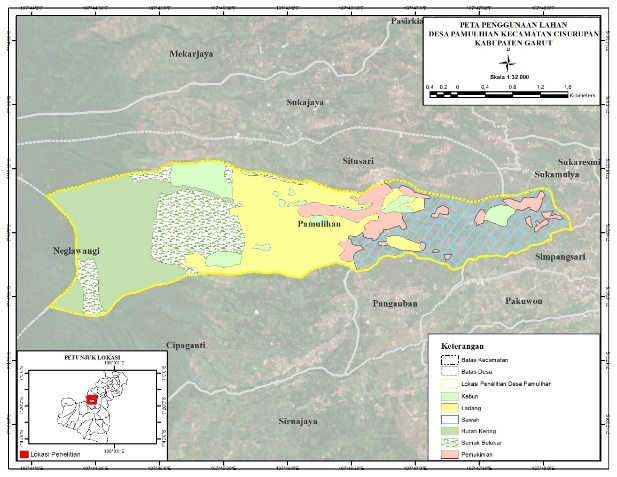 PETA PENGGUNAAN LAHAN
DESA PAMULIHAN KECAMATAN CISURUPAN
KABUPATEN GARUT
Skala 1:32.000
0,4 0,2 0 0,4 0,8 1,2 1,6
Kilometers
Pasirkia
Mekarjaya
Sukajaya
Situsari
Sukaresmi
Sukamulya
Pamulihan
Neglawangi
Simpangsari
Pangauban
Pakuwon
Cipaganti
Sirnajaya
PETUNJUK LOKASI
Lokasi Penelitian
Keterangan
Batas Kecamatan
Batas Desa
Lokasi Penelitian Desa Pamulihan
Kebun
Ladang
Sawah
Hutan Kering
Semak Belukar
Pemukiman